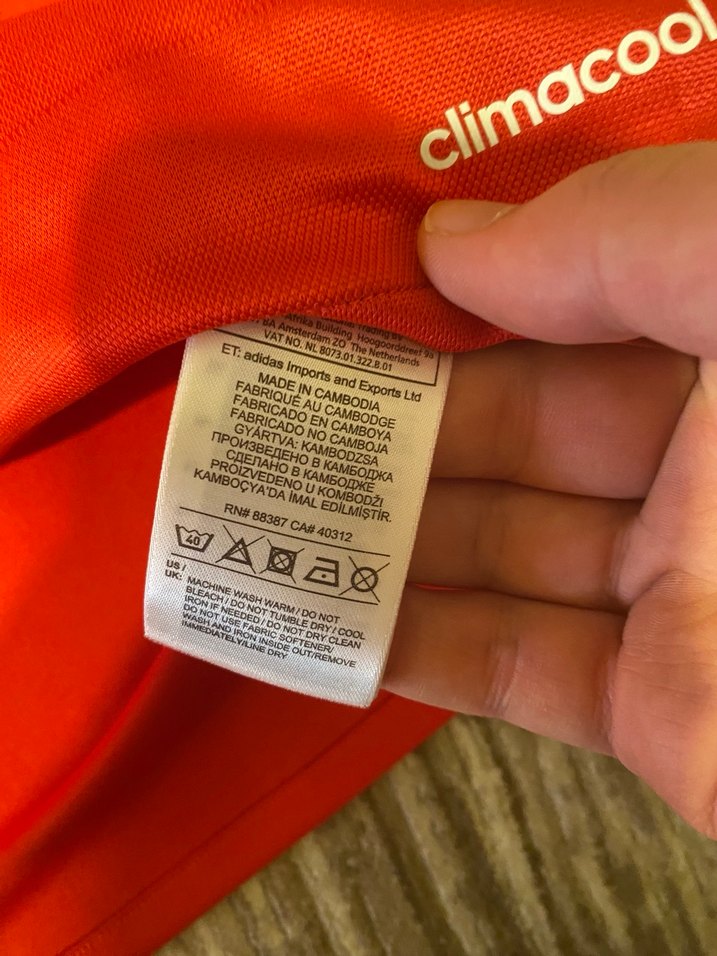 climacool
Afrika Building Hoogoorddreef 9a
BA Amsterdam ZO The Netherlands
VAT NO. NL 8073.01.322.B.01
ET: adidas Imports and Exports Ltd
MADE IN CAMBODIA
FABRIQUÉ AU CAMBODGE
FABRICADO EN CAMBOYA
FABRICADO NO CAMBOJA
GYÁRTVA: KAMBODZSA
ПРОИЗВЕДЕНО В КАМБОДЖА
СДЕЛАНО В КАМБОДЖЕ
PROIZVEDENO U KOMBODŽI
KAMBOÇYA'DA İMAL EDİLMİŞTİR.
RN# 88387 CA# 40312
40
US /
UK: MACHINE WASH WARM / DO NOT
BLEACH / DO NOT TUMBLE DRY / COOL
IRON IF NEEDED / DO NOT DRY CLEAN
DO NOT USE FABRIC SOFTENER/
WASH AND IRON INSIDE OUT/REMOVE
IMMEDIATELY/LINE DRY